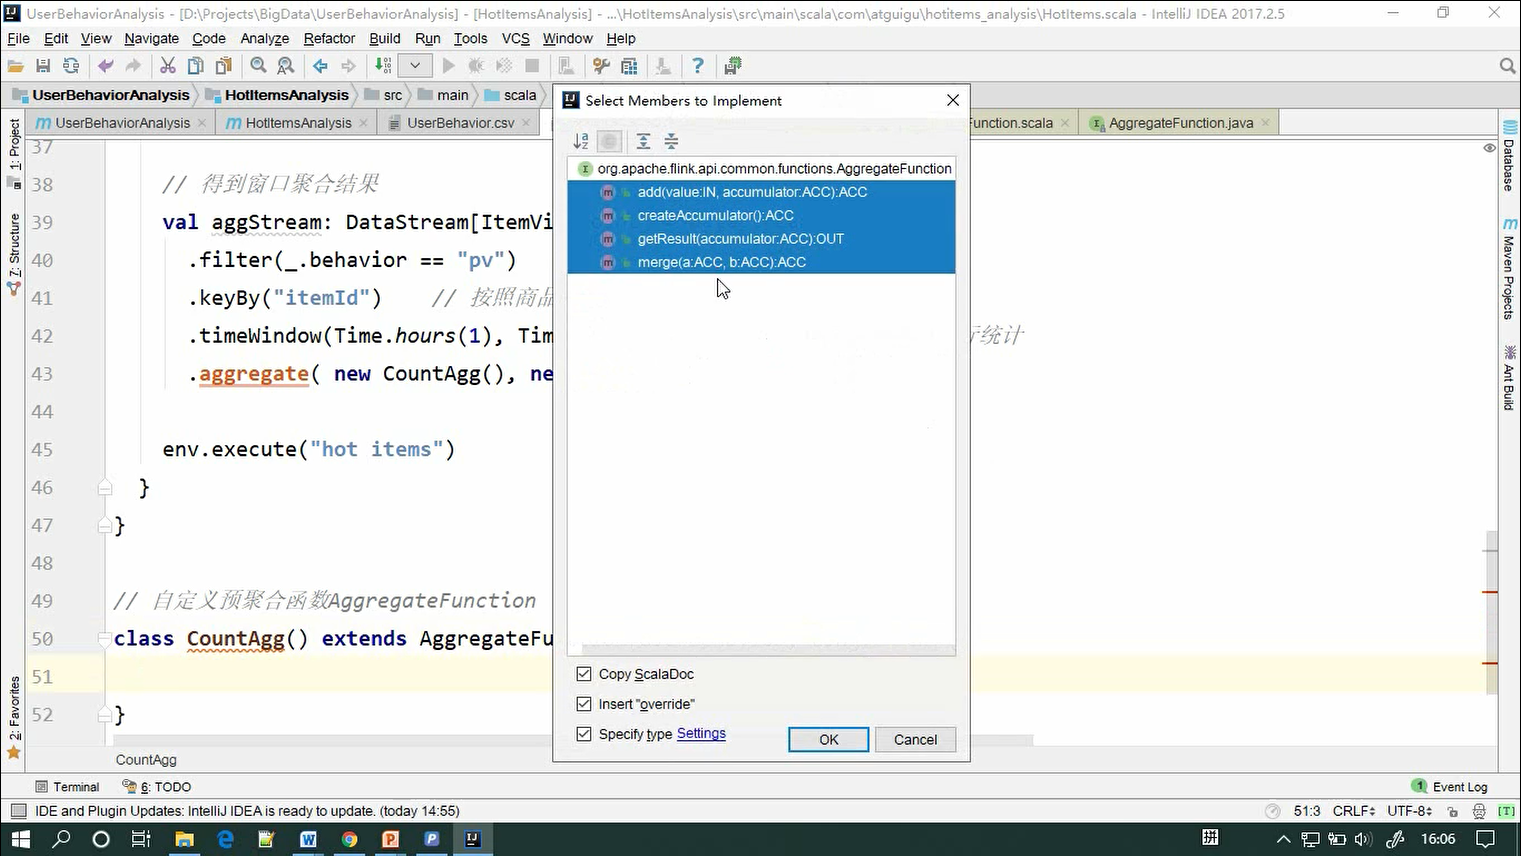 UserBehaviorAnalysis - [D:\Projects\BigData\UserBehaviorAnalysis] - [HotItemsAnalysis] - ...\HotItemsAnalysis\src\main\scala\com\atguigu\hotitems_analysis\HotItems.scala - IntelliJ IDEA 2017.2.5
File Edit View Navigate Code Analyze Refactor Build Run Tools VCS Window Help
UserBehaviorAnalysis HotItemsAnalysis src main scala
UserBehaviorAnalysis HotItemsAnalysis UserBehavior.csv Function.scala AggregateFunction.java
1: Project
7: Structure
2: Favorites
37
38 // 得到窗口聚合结果
39 val aggStream: DataStream[ItemVi
40 .filter(_.behavior == "pv")
41 .keyBy("itemId") // 按照商品
42 .timeWindow(Time.hours(1), Tim 行统计
43 .aggregate( new CountAgg(), ne
44
45 env.execute("hot items")
46 }
47 }
48
49 // 自定义预聚合函数AggregateFunction
50 class CountAgg() extends AggregateFu
51
52 }
CountAgg
Select Members to Implement
org.apache.flink.api.common.functions.AggregateFunction
add(value:IN, accumulator:ACC):ACC
createAccumulator():ACC
getResult(accumulator:ACC):OUT
merge(a:ACC, b:ACC):ACC
Copy ScalaDoc
Insert "override"
Specify type Settings
OK Cancel
Database
Maven Projects
Ant Build
Terminal 6: TODO 1 Event Log
IDE and Plugin Updates: IntelliJ IDEA is ready to update. (today 14:55) 51:3 CRLF UTF-8 [T]
拼 16:06